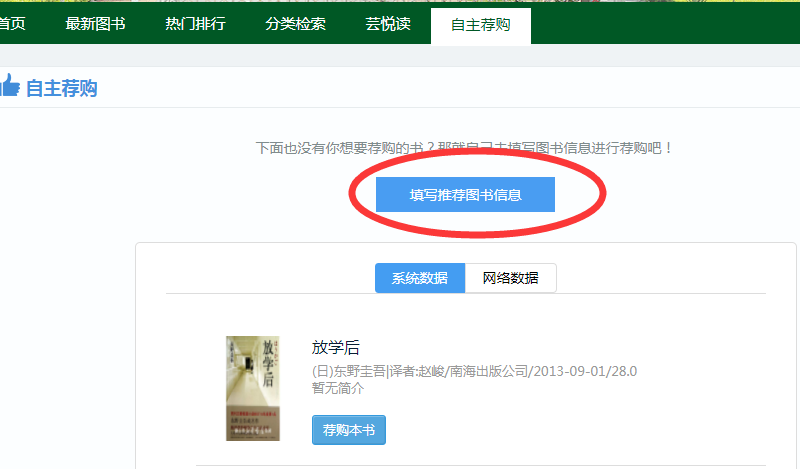 首页 最新图书 热门排行 分类检索 芸悦读 自主荐购
自主荐购
下面也没有你想要荐购的书？那就自己去填写图书信息进行荐购吧！
填写推荐图书信息
系统数据 网络数据
放学后
放学后
(日)东野圭吾|译者:赵峻/南海出版公司/2013-09-01/28.0
暂无简介
荐购本书